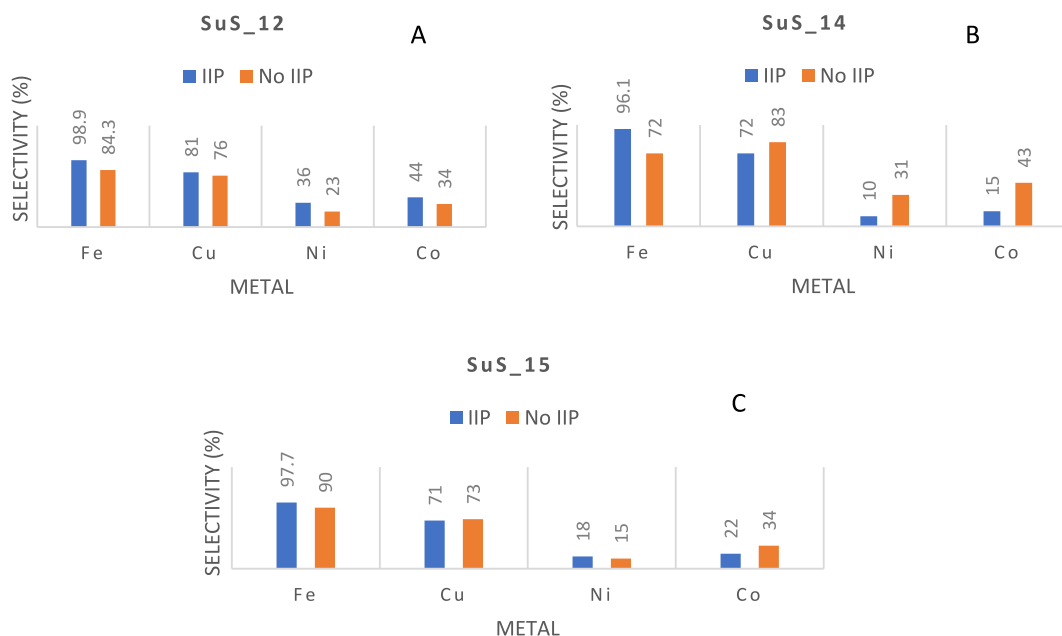 SuS_12
A
IIP No IIP
SELECTIVITY (%)
98.9 84.3 81 76 36 23 44 34
Fe Cu Ni Co
METAL
SuS_14
B
IIP No IIP
SELECTIVITY (%)
96.1 72 72 83 10 31 15 43
Fe Cu Ni Co
METAL
SuS_15
C
IIP No IIP
SELECTIVITY (%)
97.7 90 71 73 18 15 22 34
Fe Cu Ni Co
METAL